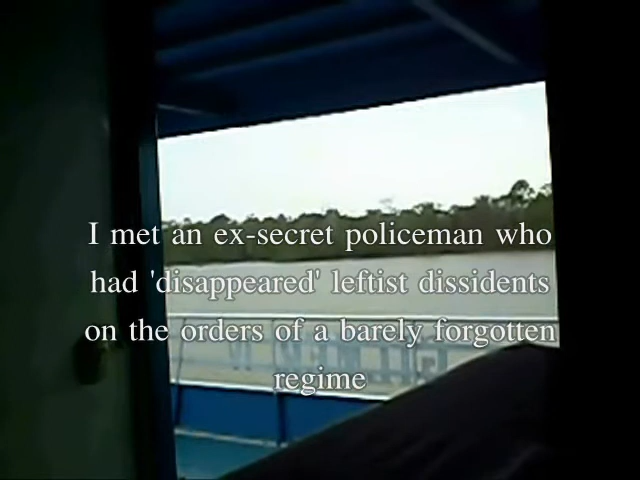 I met an ex-secret policeman who
had 'disappeared' leftist dissidents
on the orders of a barely forgotten
regime